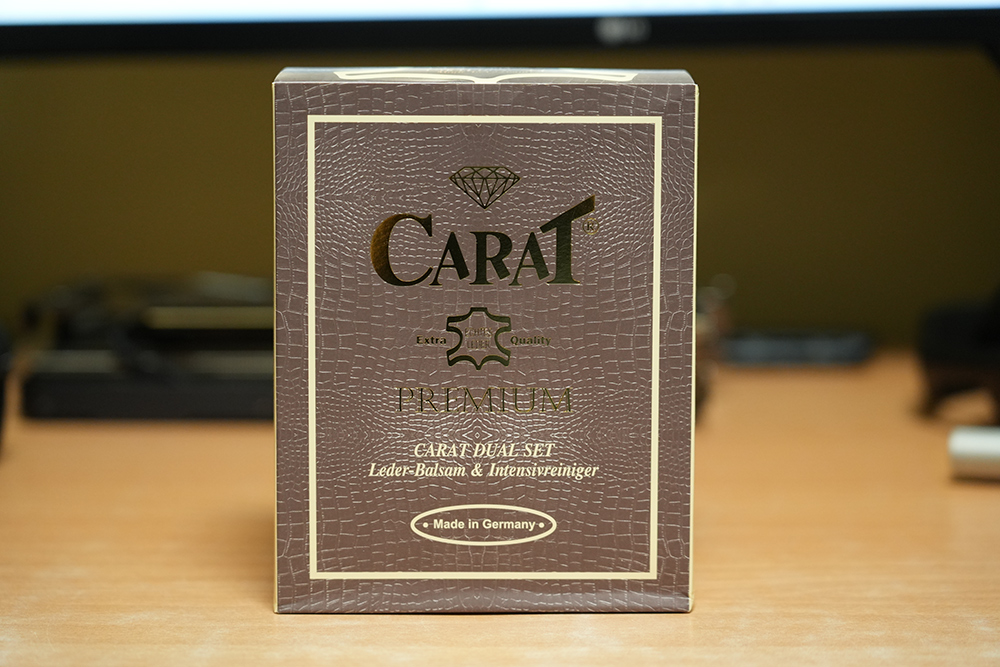 CARAT®
Extra Quality
PREMIUM
CARAT DUAL SET
Leder-Balsam & Intensivreiniger
• Made in Germany •